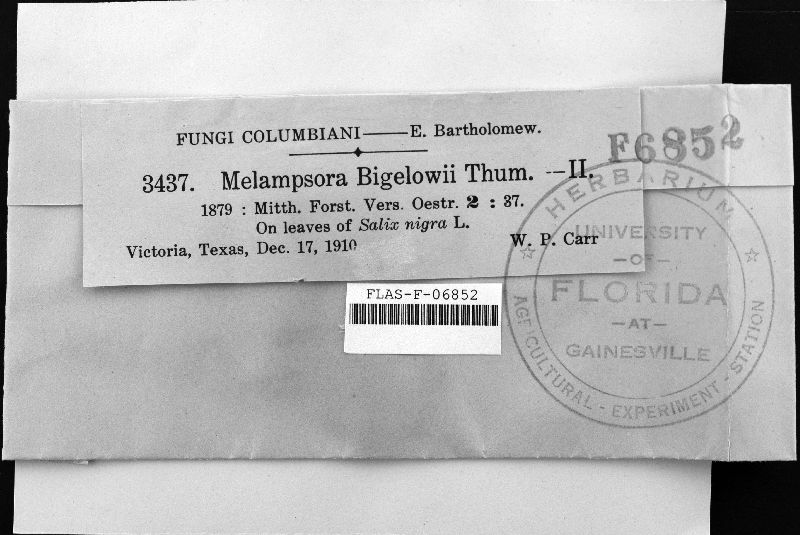 FUNGI COLUMBIANI—E. Bartholomew.
3437. Melampsora Bigelowii Thum. —II.
1879 : Mitth. Forst. Vers. Oestr. 2 : 37.
On leaves of Salix nigra L.
Victoria, Texas, Dec. 17, 1910
W. P. Carr
F6852
HERBARIUM
UNIVERSITY
-OF-
FLORIDA
-AT-
GAINESVILLE
AGRICULTURAL - EXPERIMENT - STATION
FLAS-F-06852